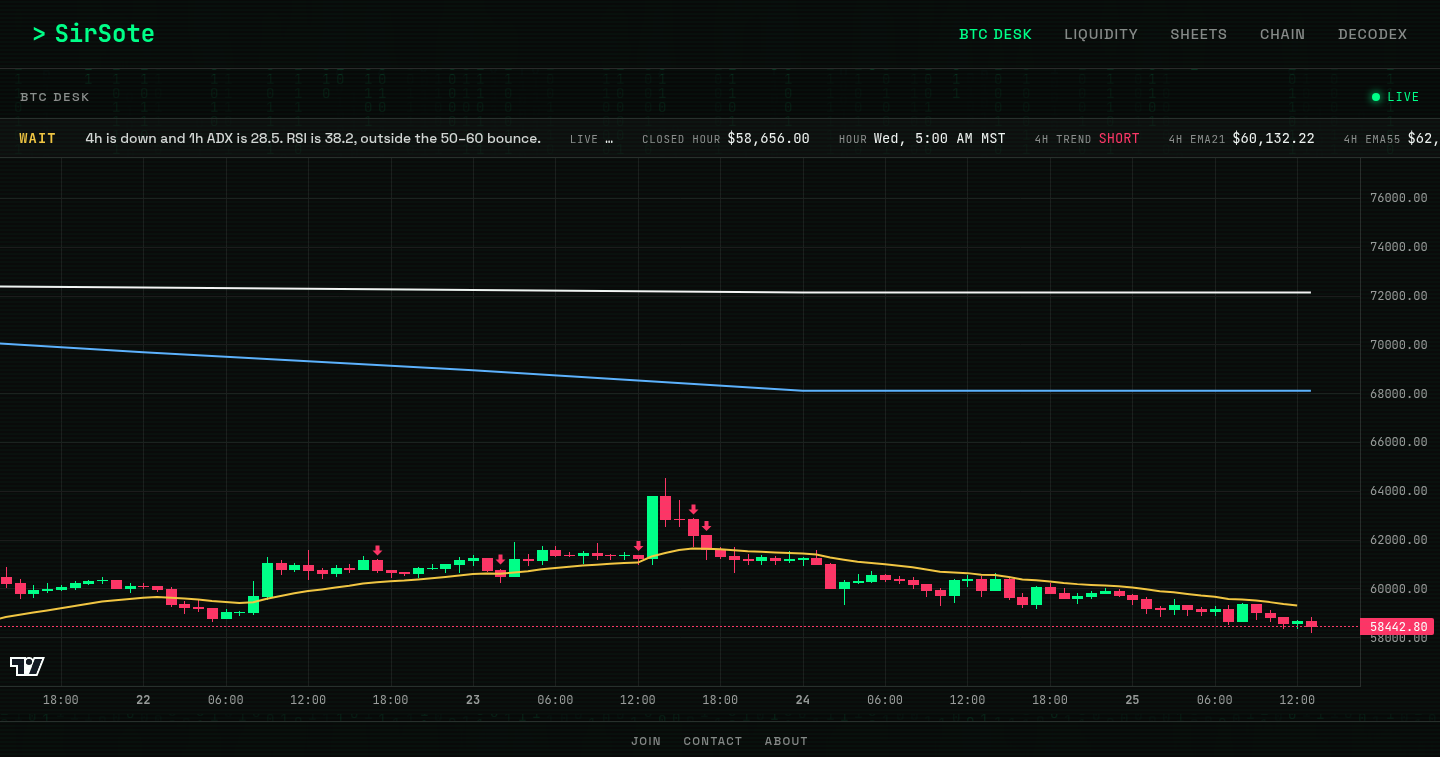 > SirSote
BTC DESK LIQUIDITY SHEETS CHAIN DECODEX
BTC DESK LIVE
WAIT 4h is down and 1h ADX is 28.5. RSI is 38.2, outside the 50–60 bounce. LIVE … CLOSED HOUR $58,656.00 HOUR Wed, 5:00 AM MST 4H TREND SHORT 4H EMA21 $60,132.22 4H EMA55 $62,
76000.00
74000.00
72000.00
70000.00
68000.00
66000.00
64000.00
62000.00
60000.00
58442.80
58000.00
18:00 22 06:00 12:00 18:00 23 06:00 12:00 18:00 24 06:00 12:00 18:00 25 06:00 12:00
JOIN CONTACT ABOUT